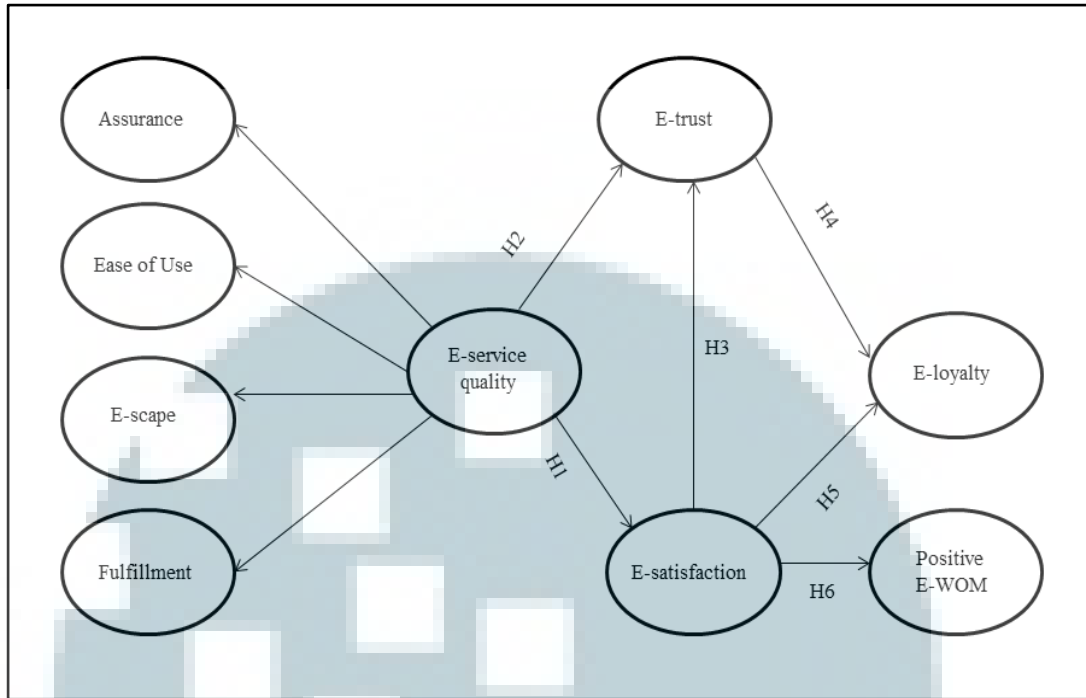 Assurance
E-trust
Ease of Use
H2
H4
E-service
quality
H3
E-loyalty
E-scape
H1
H5
Fulfillment
E-satisfaction
H6
Positive
E-WOM